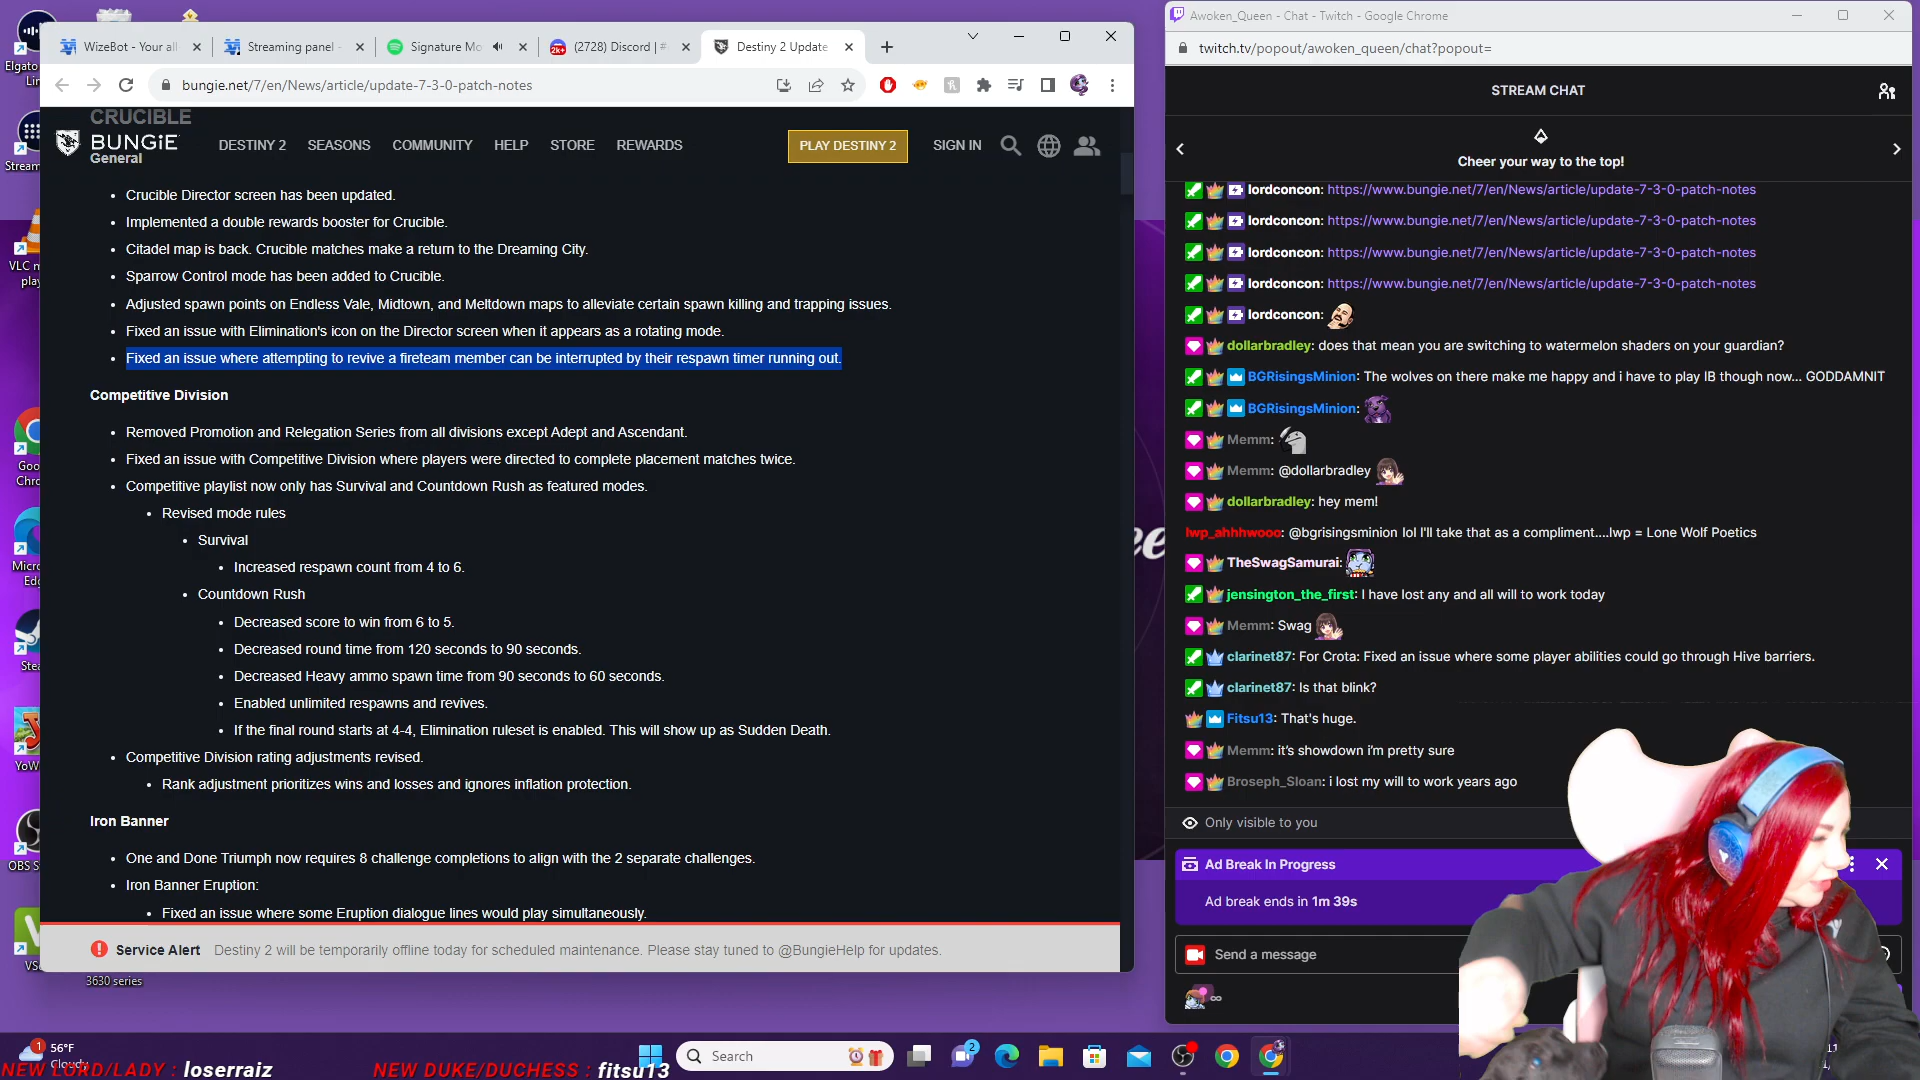 Elgato
Lin
Stream
VLC m
play
Goo
Chro
Micro
Ed
Stea
YoW
OBS S
VS
3630 series
WizeBot - Your all
Streaming panel -
Signature Mo
(2728) Discord | #
Destiny 2 Update
bungie.net/7/en/News/article/update-7-3-0-patch-notes
CRUCIBLE
BUNGiE
General
DESTINY 2 SEASONS COMMUNITY HELP STORE REWARDS PLAY DESTINY 2 SIGN IN
Crucible Director screen has been updated.
Implemented a double rewards booster for Crucible.
Citadel map is back. Crucible matches make a return to the Dreaming City.
Sparrow Control mode has been added to Crucible.
Adjusted spawn points on Endless Vale, Midtown, and Meltdown maps to alleviate certain spawn killing and trapping issues.
Fixed an issue with Elimination's icon on the Director screen when it appears as a rotating mode.
Fixed an issue where attempting to revive a fireteam member can be interrupted by their respawn timer running out.
Competitive Division
Removed Promotion and Relegation Series from all divisions except Adept and Ascendant.
Fixed an issue with Competitive Division where players were directed to complete placement matches twice.
Competitive playlist now only has Survival and Countdown Rush as featured modes.
Revised mode rules
Survival
Increased respawn count from 4 to 6.
Countdown Rush
Decreased score to win from 6 to 5.
Decreased round time from 120 seconds to 90 seconds.
Decreased Heavy ammo spawn time from 90 seconds to 60 seconds.
Enabled unlimited respawns and revives.
If the final round starts at 4-4, Elimination ruleset is enabled. This will show up as Sudden Death.
Competitive Division rating adjustments revised.
Rank adjustment prioritizes wins and losses and ignores inflation protection.
Iron Banner
One and Done Triumph now requires 8 challenge completions to align with the 2 separate challenges.
Iron Banner Eruption:
Fixed an issue where some Eruption dialogue lines would play simultaneously.
Service Alert Destiny 2 will be temporarily offline today for scheduled maintenance. Please stay tuned to @BungieHelp for updates.
Awoken_Queen - Chat - Twitch - Google Chrome
twitch.tv/popout/awoken_queen/chat?popout=
STREAM CHAT
Cheer your way to the top!
lordconcon: https://www.bungie.net/7/en/News/article/update-7-3-0-patch-notes
lordconcon: https://www.bungie.net/7/en/News/article/update-7-3-0-patch-notes
lordconcon: https://www.bungie.net/7/en/News/article/update-7-3-0-patch-notes
lordconcon: https://www.bungie.net/7/en/News/article/update-7-3-0-patch-notes
lordconcon:
dollarbradley: does that mean you are switching to watermelon shaders on your guardian?
BGRisingsMinion: The wolves on there make me happy and i have to play IB though now... GODDAMNIT
BGRisingsMinion:
Memm:
Memm: @dollarbradley
dollarbradley: hey mem!
lwp_ahhhwooo: @bgrisingsminion lol I'll take that as a compliment....lwp = Lone Wolf Poetics
TheSwagSamurai:
jensington_the_first: I have lost any and all will to work today
Memm: Swag
clarinet87: For Crota: Fixed an issue where some player abilities could go through Hive barriers.
clarinet87: Is that blink?
Fitsu13: That's huge.
Memm: it's showdown i'm pretty sure
Broseph_Sloan: i lost my will to work years ago
Only visible to you
Ad Break In Progress
Ad break ends in 1m 39s
Send a message
ee
1
56°F
Cloudy
Search
2
NEW LORD/LADY : loserraiz
NEW DUKE/DUCHESS : fitsu13